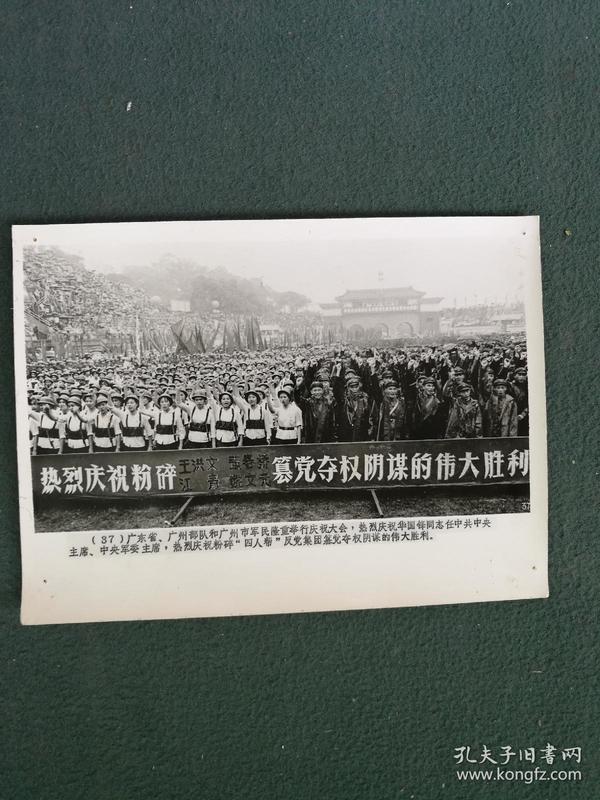 热烈庆祝粉碎 王洪文 张春桥 篡党夺权阴谋的伟大胜利
江青 姚文元
(37)广东省、广州部队和广州市军民隆重举行庆祝大会,热烈庆祝华国锋同志任中共中央
主席、中央军委主席,热烈庆祝粉碎“四人帮”反党集团篡党夺权阴谋的伟大胜利。
37
孔夫子旧书网
www.kongfz.com